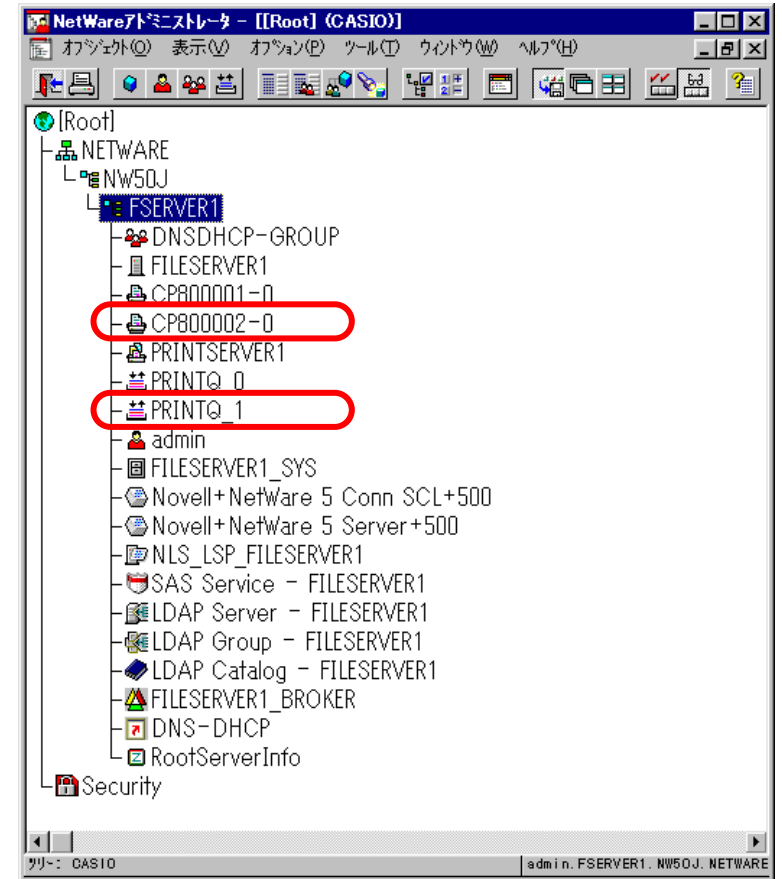 NetWareｱﾄﾞﾐﾆｽﾄﾚｰﾀ - [[Root] (CASIO)]
ｵﾌﾞｼﾞｪｸﾄ(O) 表示(V) ｵﾌﾟｼｮﾝ(P) ﾂｰﾙ(T) ｳｨﾝﾄﾞｳ(W) ﾍﾙﾌﾟ(H)
[Root]
NETWARE
NW50J
FSERVER1
DNSDHCP-GROUP
FILESERVER1
CP800001-0
CP800002-0
PRINTSERVER1
PRINTQ_0
PRINTQ_1
admin
FILESERVER1_SYS
Novell+NetWare 5 Conn SCL+500
Novell+NetWare 5 Server+500
NLS_LSP_FILESERVER1
SAS Service - FILESERVER1
LDAP Server - FILESERVER1
LDAP Group - FILESERVER1
LDAP Catalog - FILESERVER1
FILESERVER1_BROKER
DNS-DHCP
RootServerInfo
Security
ﾂﾘｰ: CASIO admin.FSERVER1.NW50J.NETWARE